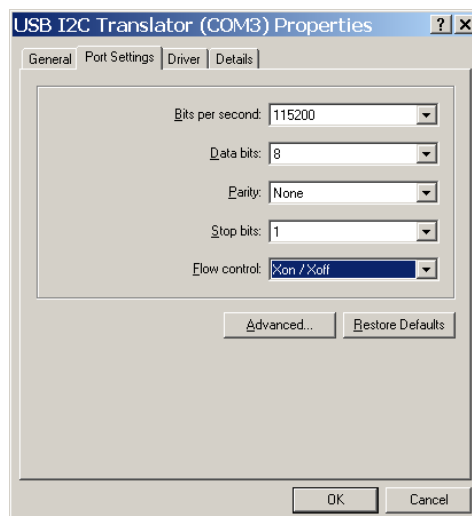 USB I2C Translator (COM3) Properties ? X
General Port Settings Driver Details
Bits per second: 115200
Data bits: 8
Parity: None
Stop bits: 1
Flow control: Xon / Xoff
Advanced... Restore Defaults
OK Cancel